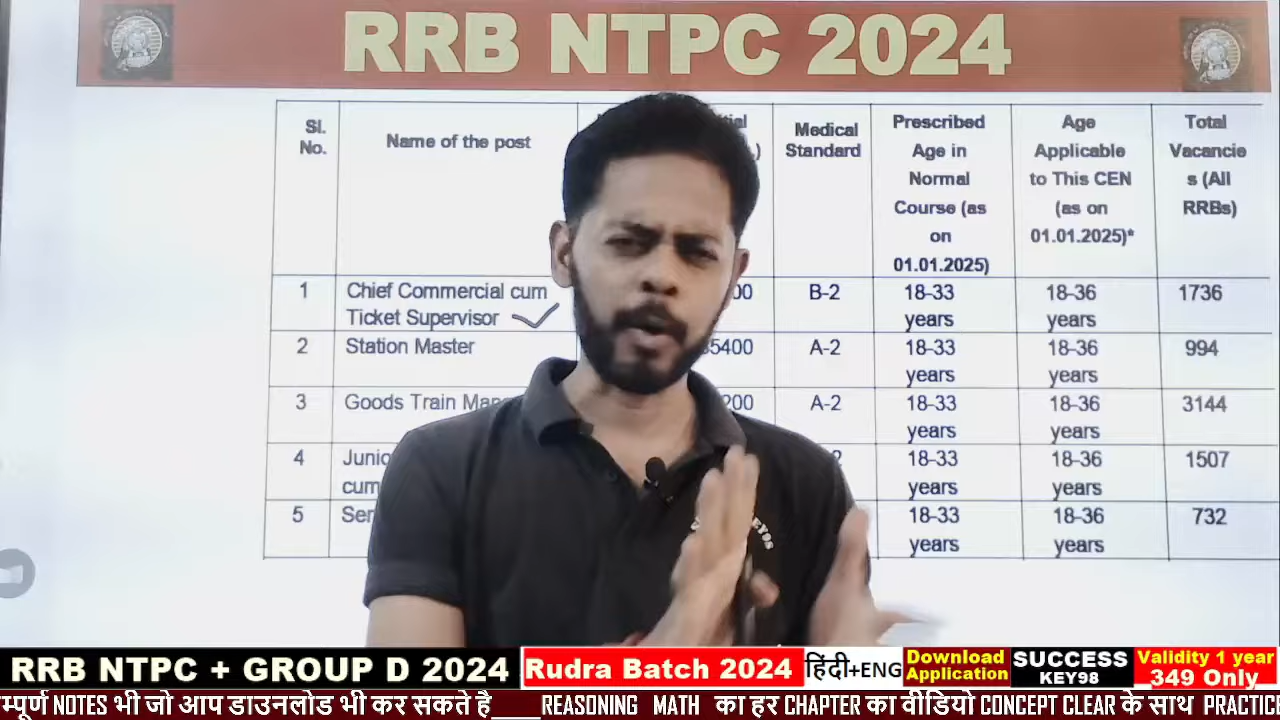 RRB NTPC 2024
Sl. No.
Name of the post
Medical Standard
Prescribed Age in Normal Course (as on 01.01.2025)
Age Applicable to This CEN (as on 01.01.2025)*
Total Vacancies (All RRBs)
1 Chief Commercial cum Ticket Supervisor B-2 18-33 years 18-36 years 1736
2 Station Master 35400 A-2 18-33 years 18-36 years 994
3 Goods Train A-2 18-33 years 18-36 years 3144
4 cum 18-33 years 18-36 years 1507
5 18-33 years 18-36 years 732
RRB NTPC + GROUP D 2024 Rudra Batch 2024 हिंदी+ENG Download Application SUCCESS KEY98 Validity 1 year 349 Only
NOTES भी जो आप डाउनलोड भी कर सकते है____ REASONING MATH का हर CHAPTER का वीडियो CONCEPT CLEAR के साथ